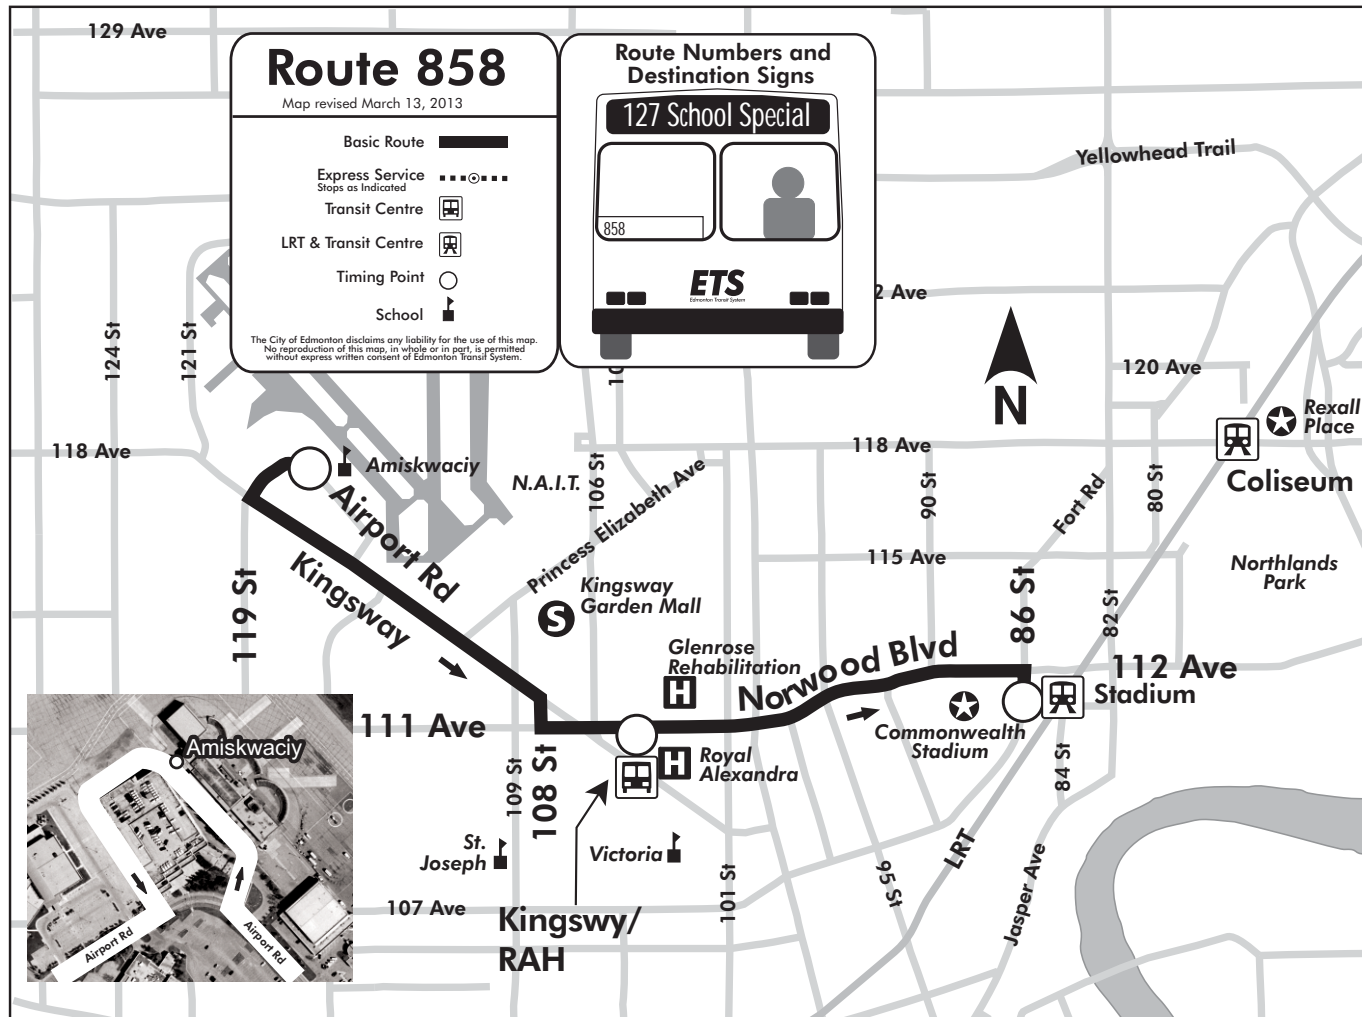 129 Ave
Route 858
Map revised March 13, 2013
Basic Route
Express Service
Stops as Indicated
Transit Centre
LRT & Transit Centre
Timing Point
School
The City of Edmonton disclaims any liability for the use of this map.
No reproduction of this map, in whole or in part, is permitted
without express written consent of Edmonton Transit System.
Route Numbers and
Destination Signs
127 School Special
858
ETS
Edmonton Transit System
Yellowhead Trail
2 Ave
124 St
121 St
10
N
120 Ave
Rexall
Place
118 Ave
118 Ave
Amiskwaciy
N.A.I.T.
106 St
Princess Elizabeth Ave
90 St
Fort Rd
80 St
Coliseum
Airport Rd
115 Ave
Northlands
Park
Kingsway
119 St
Kingsway
Garden Mall
S
86 St
82 St
Glenrose
Rehabilitation
H
Norwood Blvd
112 Ave
Stadium
111 Ave
Commonwealth
Stadium
H
Royal
Alexandra
109 St
108 St
84 St
Amiskwaciy
St.
Joseph
Victoria
LRT
95 St
101 St
Jasper Ave
107 Ave
Kingswy/
RAH
Airport Rd
Airport Rd